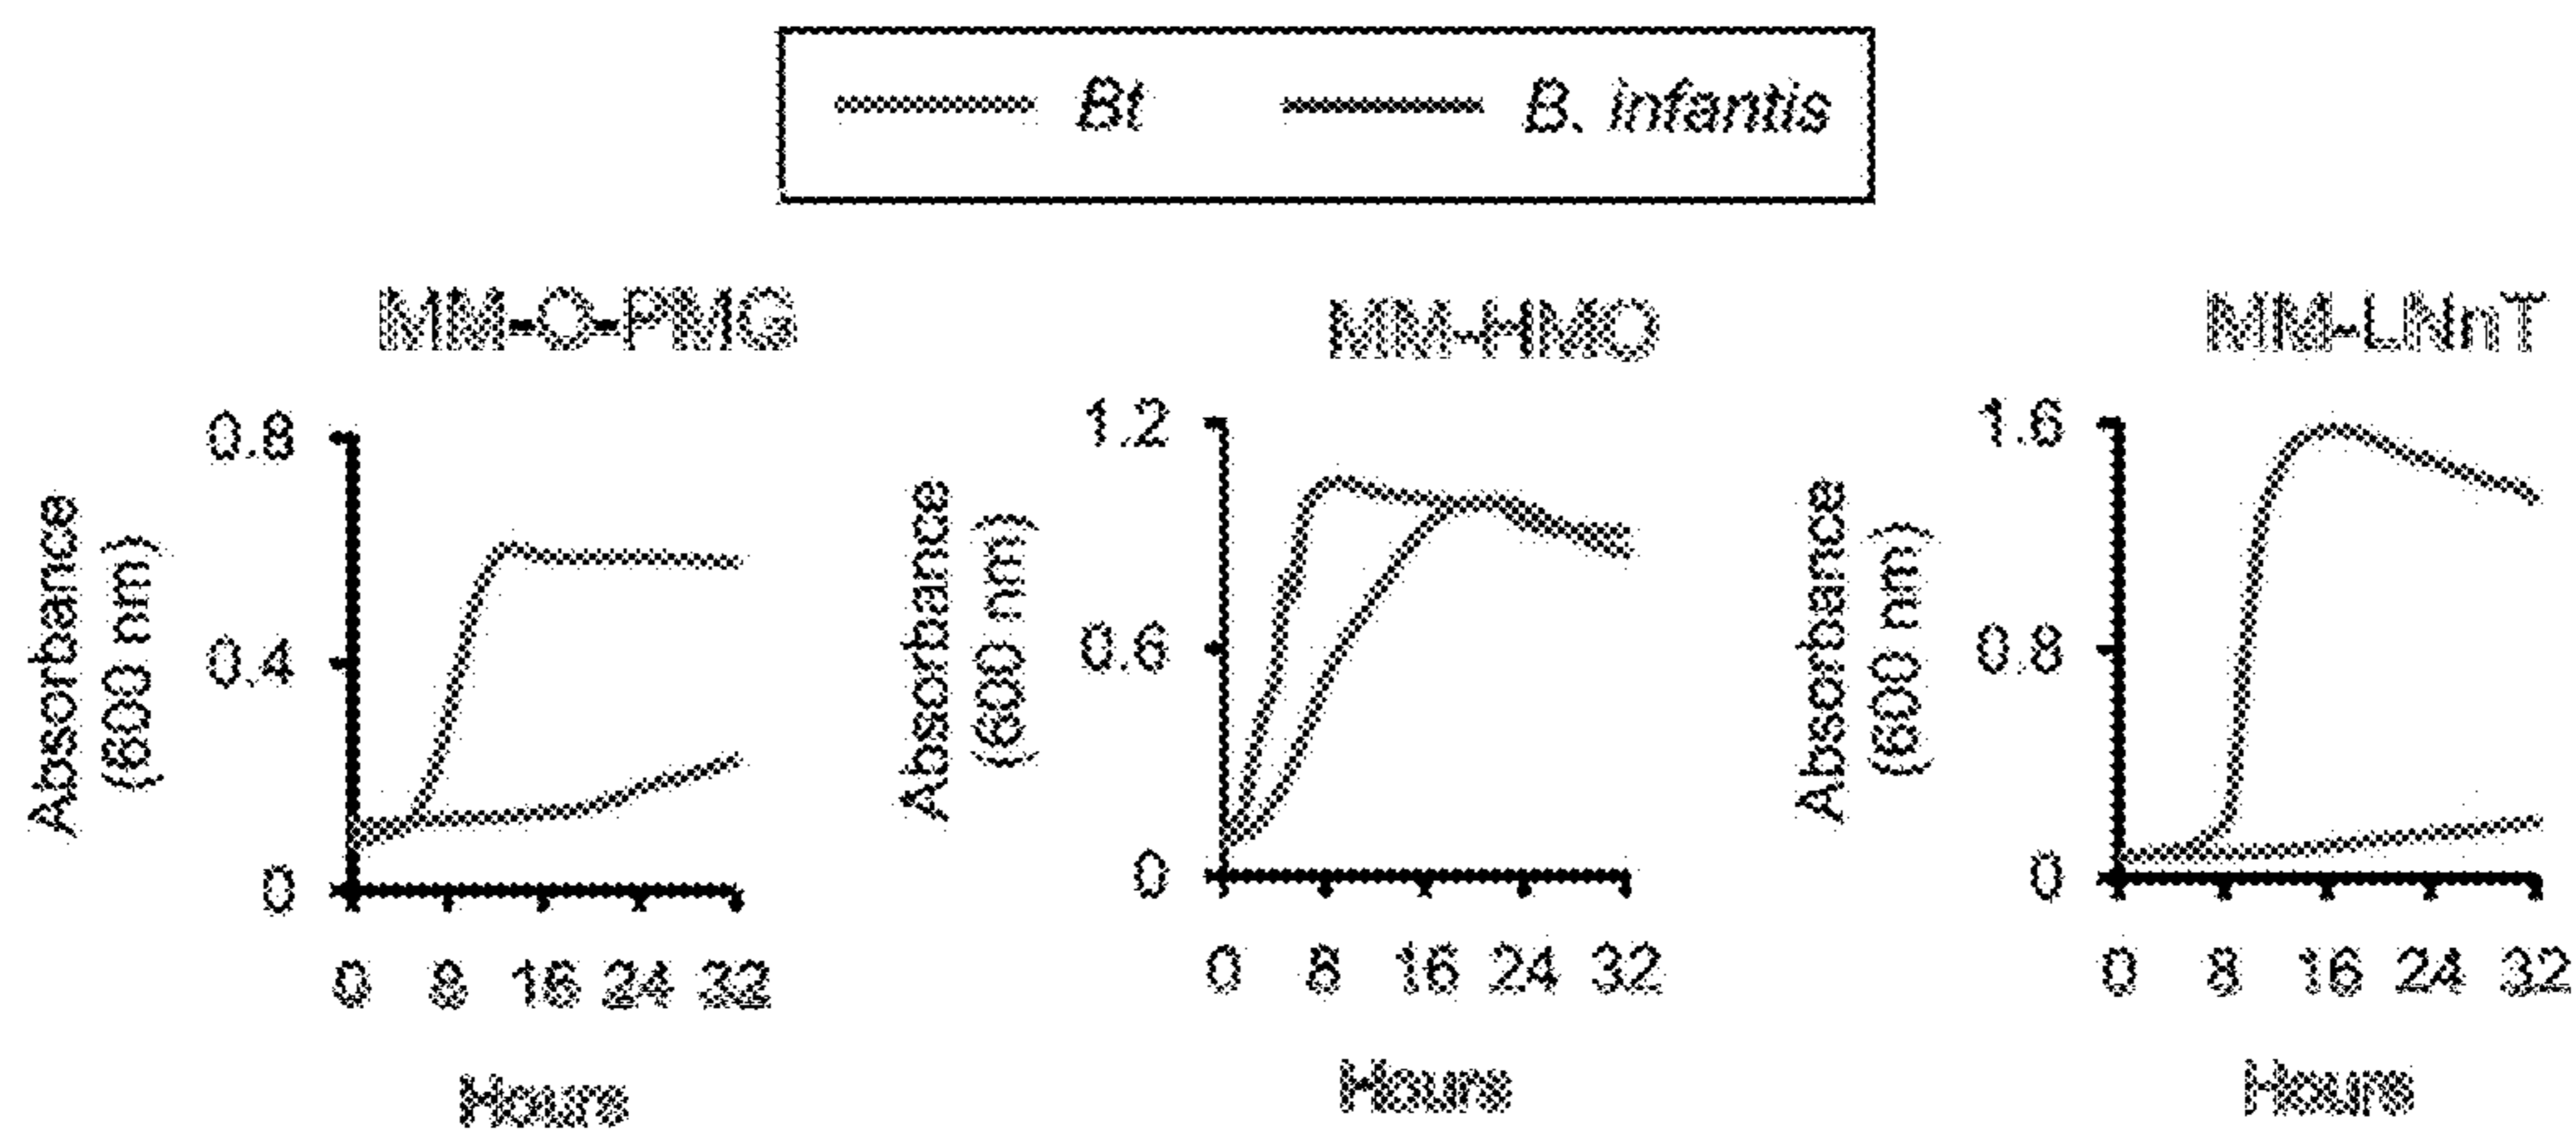 Bt B. infantis
MM-O-PMG
0.8
0.4
0
Absorbance
(600 nm)
0 8 16 24 32
Hours
MM-HMO
1.2
0.6
0
Absorbance
(600 nm)
0 8 16 24 32
Hours
MM-LNnT
1.6
0.8
0
Absorbance
(600 nm)
0 8 16 24 32
Hours